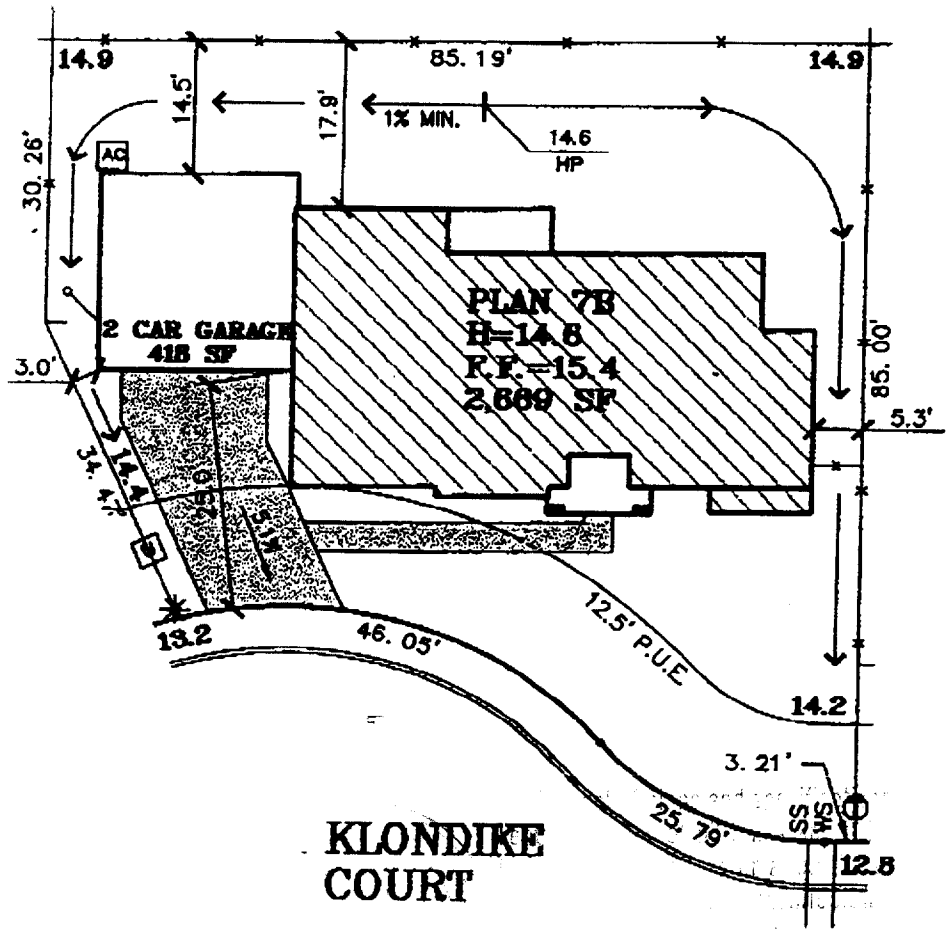 14.9
85.19'
14.9
14.5'
17.9'
1% MIN.
14.6
HP
30.26'
AC
PLAN 7B
H=14.6
F.F.=15.4
2,669 SF
2 CAR GARAGE
415 SF
3.0'
85.00'
5.3'
14.4
34.
13.2
46.05'
12.5' P.U.E.
14.2
3.21'
25.79'
SS
WS
12.8
KLONDIKE
COURT